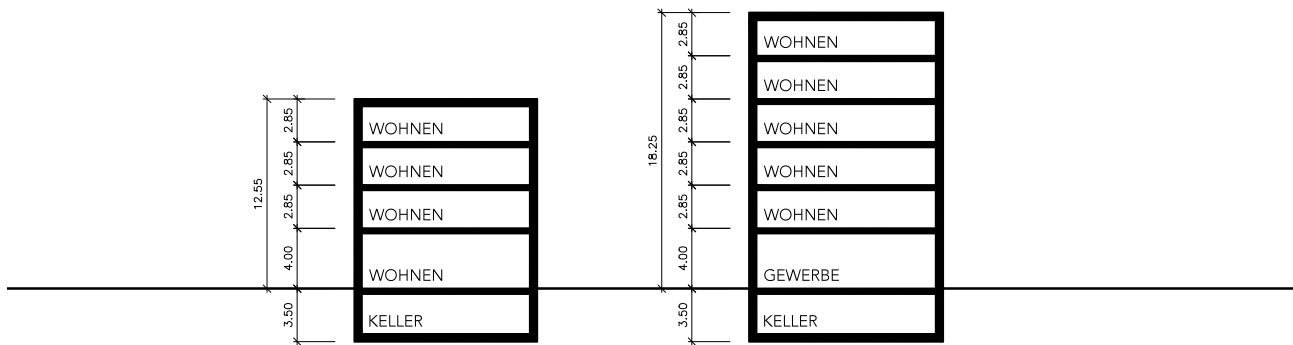 12.55
2.85
2.85
2.85
4.00
3.50
WOHNEN
WOHNEN
WOHNEN
WOHNEN
KELLER
18.25
2.85
2.85
2.85
2.85
2.85
4.00
3.50
WOHNEN
WOHNEN
WOHNEN
WOHNEN
WOHNEN
GEWERBE
KELLER